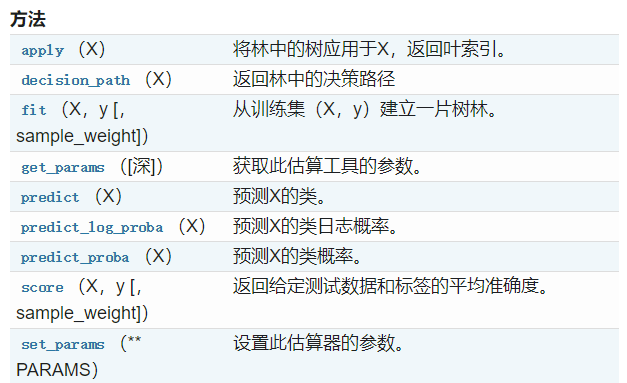 方法
apply （X） 将林中的树应用于X，返回叶索引。
decision_path （X） 返回林中的决策路径
fit （X，y [， 从训练集（X，y）建立一片树林。
sample_weight]）
get_params （[深]） 获取此估算工具的参数。
predict （X） 预测X的类。
predict_log_proba （X） 预测X的类日志概率。
predict_proba （X） 预测X的类概率。
score （X，y [， 返回给定测试数据和标签的平均准确度。
sample_weight]）
set_params （** 设置此估算器的参数。
PARAMS）